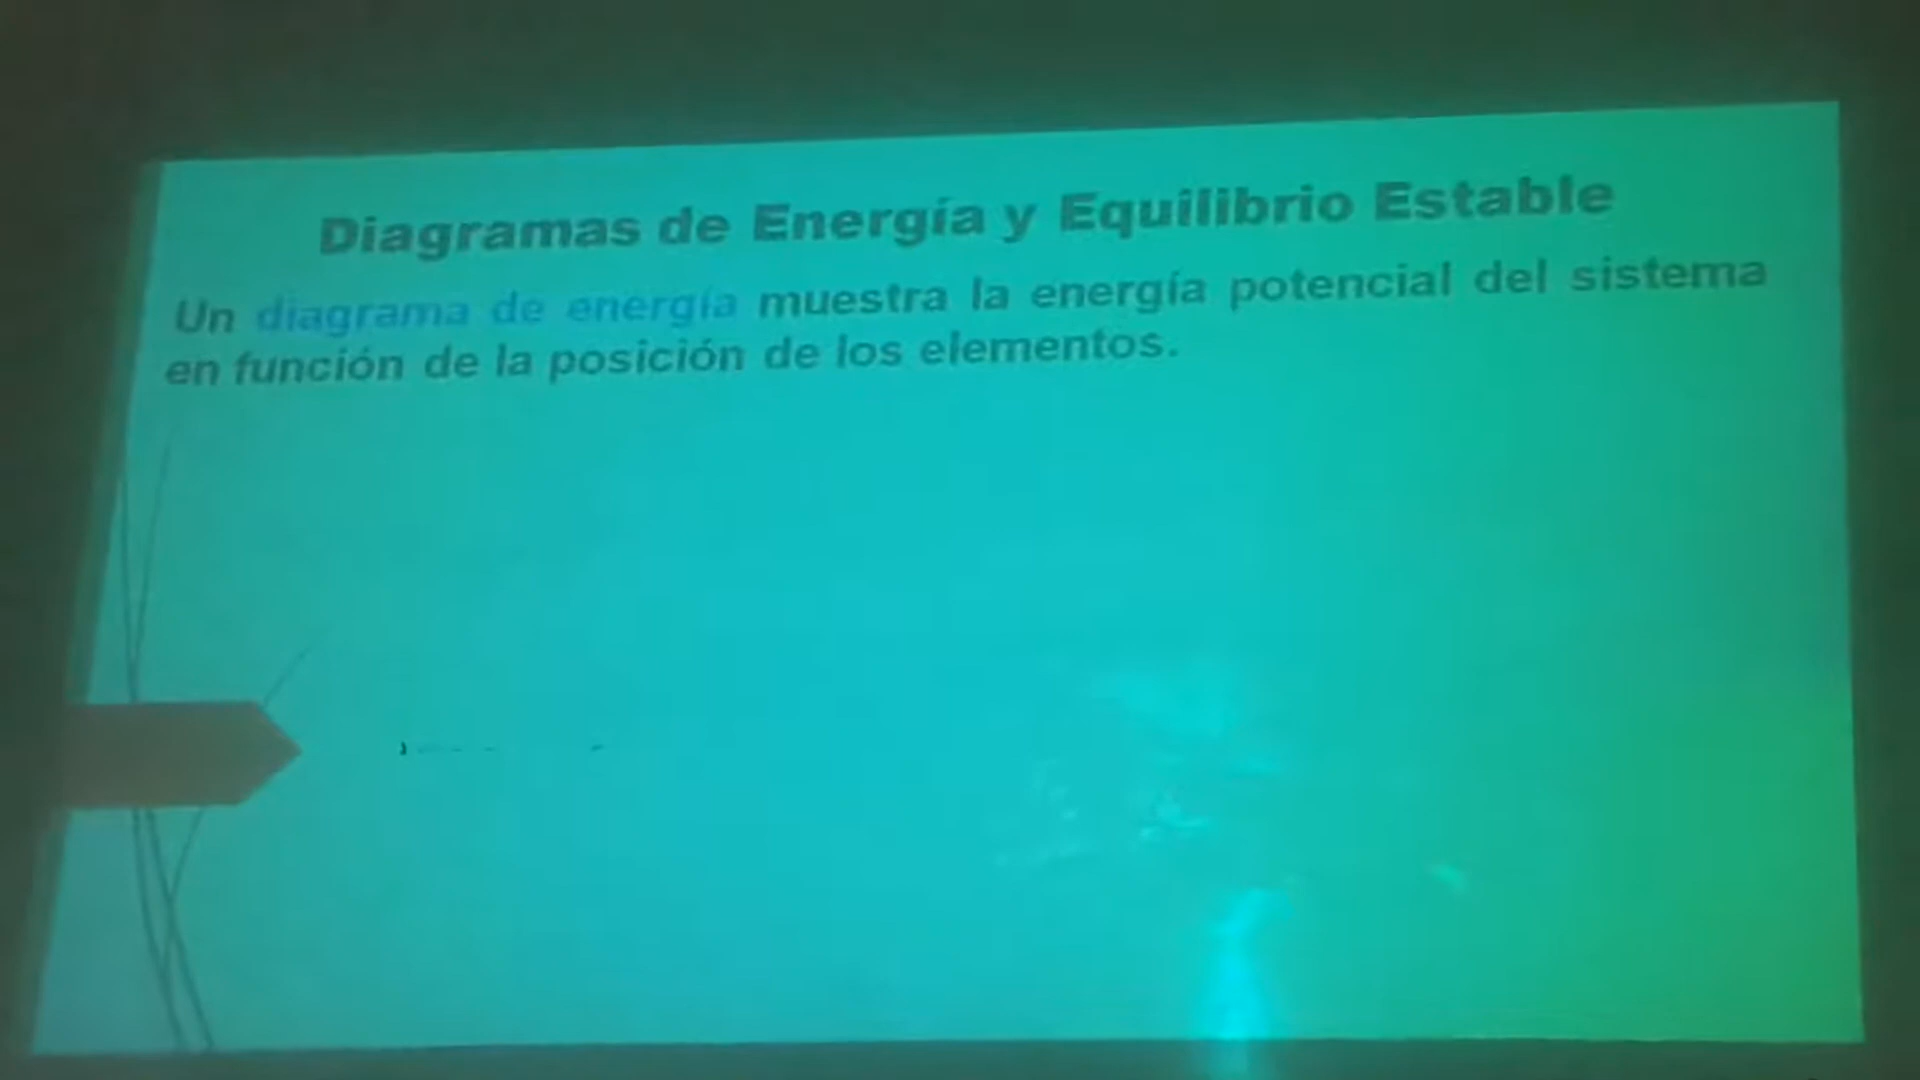 Diagramas de Energía y Equilibrio Estable
Un diagrama de energía muestra la energía potencial del sistema
en función de la posición de los elementos.